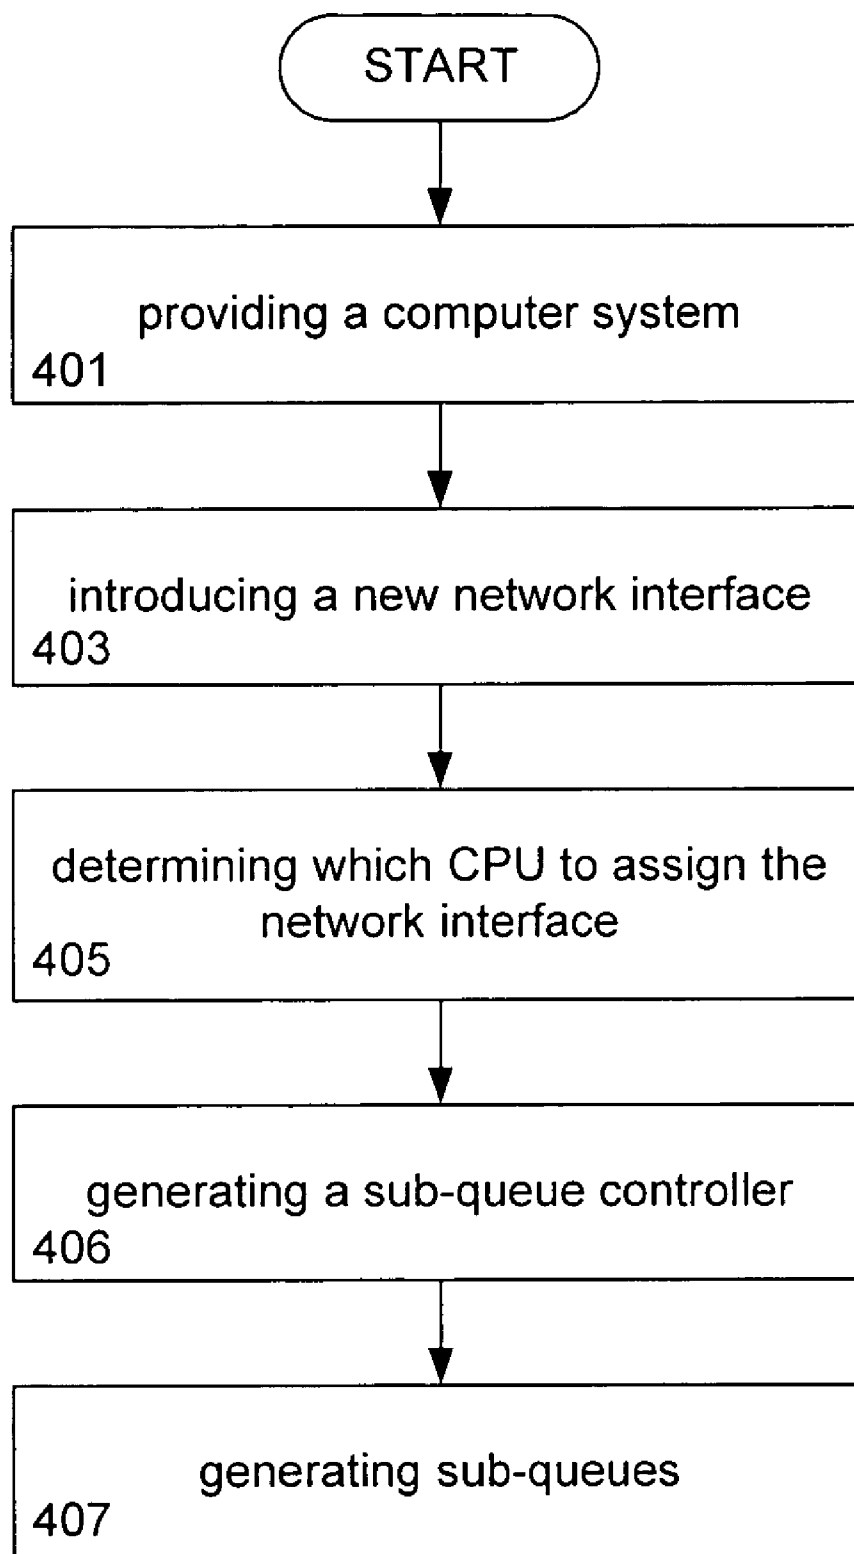 START
providing a computer system
401
introducing a new network interface
403
determining which CPU to assign the
network interface
405
generating a sub-queue controller
406
generating sub-queues
407